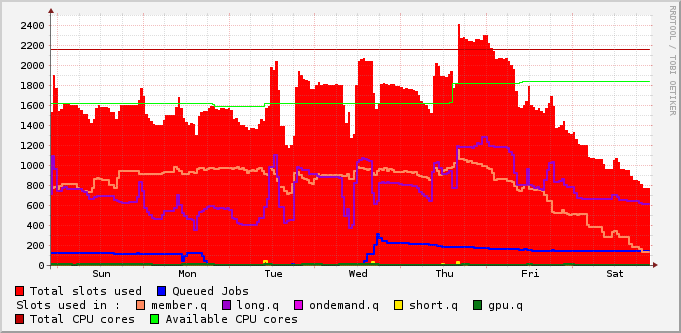 RRDTOOL / TOBI OETIKER
2400
2200
2000
1800
1600
1400
1200
1000
800
600
400
200
0
Sun Mon Tue Wed Thu Fri Sat
Total slots used Queued Jobs
Slots used in : member.q long.q ondemand.q short.q gpu.q
Total CPU cores Available CPU cores